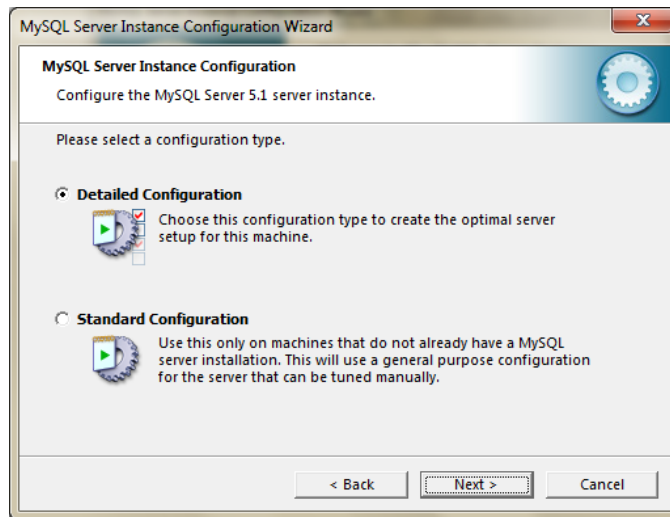 MySQL Server Instance Configuration Wizard
MySQL Server Instance Configuration
Configure the MySQL Server 5.1 server instance.
Please select a configuration type.
Detailed Configuration
Choose this configuration type to create the optimal server
setup for this machine.
Standard Configuration
Use this only on machines that do not already have a MySQL
server installation. This will use a general purpose configuration
for the server that can be tuned manually.
< Back
Next >
Cancel